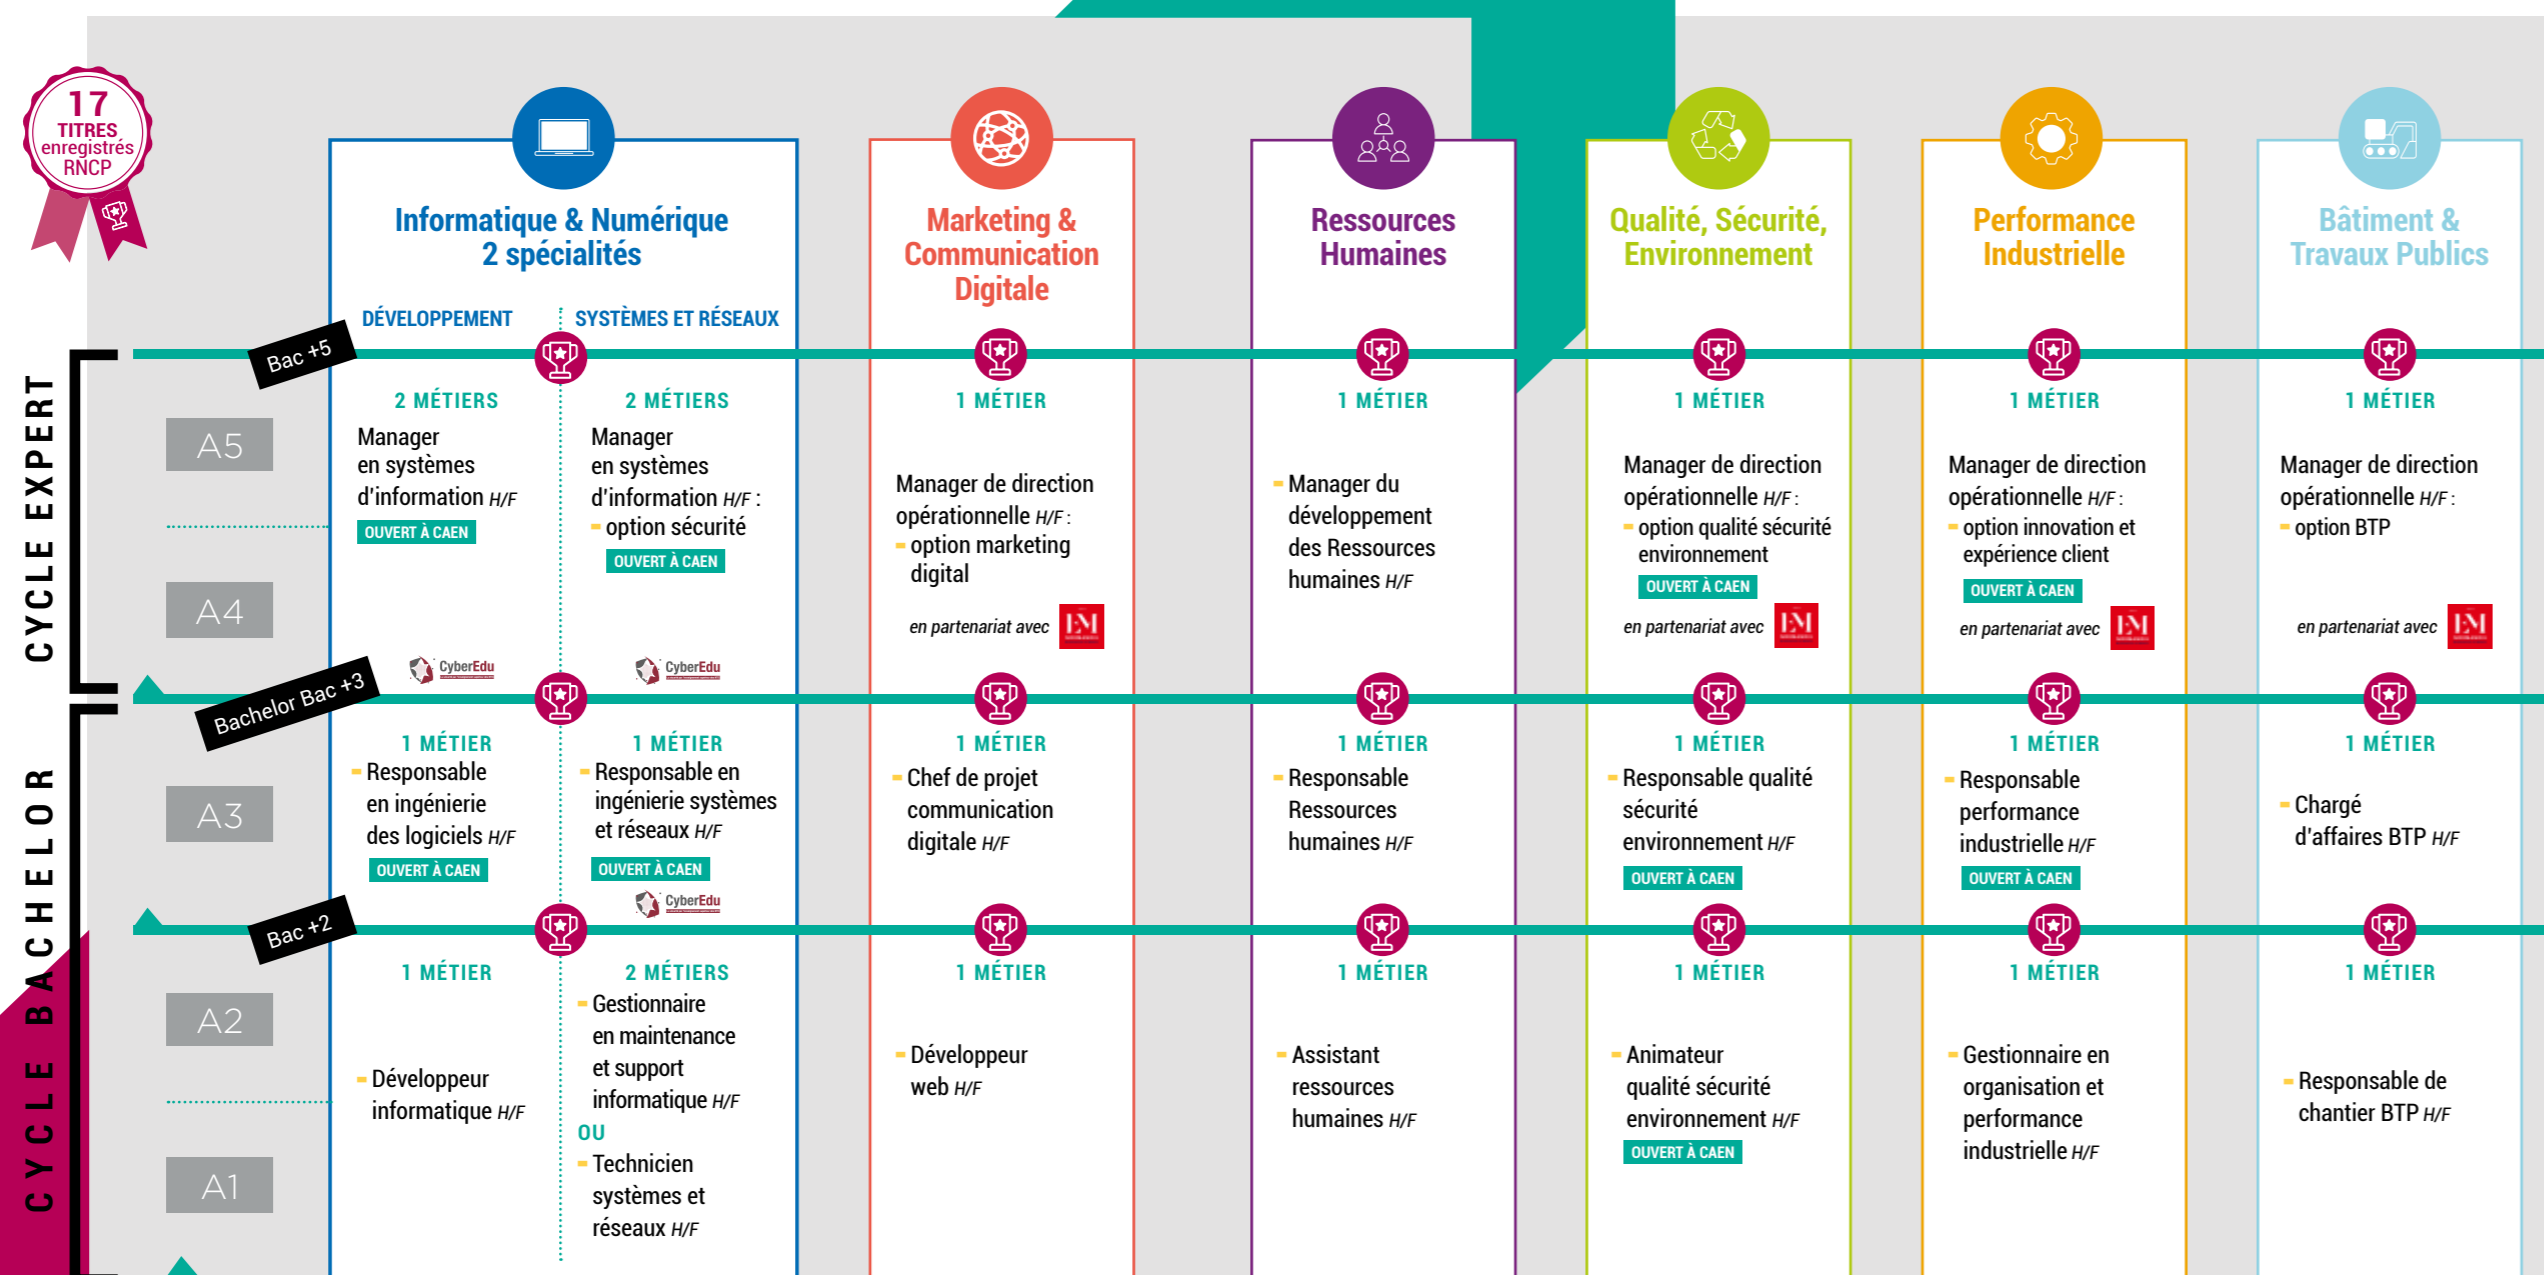 17
TITRES
enregistrés
RNCP
CYCLE EXPERT
CYCLE BACHELOR
Bac +5
A5
A4
Bachelor Bac +3
A3
Bac +2
A2
A1
Informatique & Numérique
2 spécialités
DÉVELOPPEMENT
SYSTÈMES ET RÉSEAUX
2 MÉTIERS
Manager
en systèmes
d'information H/F
OUVERT À CAEN
CyberEdu
2 MÉTIERS
Manager
en systèmes
d'information H/F :
option sécurité
OUVERT À CAEN
CyberEdu
1 MÉTIER
Responsable
en ingénierie
des logiciels H/F
OUVERT À CAEN
1 MÉTIER
Responsable en
ingénierie systèmes
et réseaux H/F
OUVERT À CAEN
CyberEdu
1 MÉTIER
Développeur
informatique H/F
2 MÉTIERS
Gestionnaire
en maintenance
et support
informatique H/F
OU
Technicien
systèmes et
réseaux H/F
Marketing &
Communication
Digitale
1 MÉTIER
Manager de direction
opérationnelle H/F :
option marketing
digital
en partenariat avec EM
1 MÉTIER
Chef de projet
communication
digitale H/F
1 MÉTIER
Développeur
web H/F
Ressources
Humaines
1 MÉTIER
Manager du
développement
des Ressources
humaines H/F
1 MÉTIER
Responsable
Ressources
humaines H/F
1 MÉTIER
Assistant
ressources
humaines H/F
Qualité, Sécurité,
Environnement
1 MÉTIER
Manager de direction
opérationnelle H/F :
option qualité sécurité
environnement
OUVERT À CAEN
en partenariat avec EM
1 MÉTIER
Responsable qualité
sécurité
environnement H/F
OUVERT À CAEN
1 MÉTIER
Animateur
qualité sécurité
environnement H/F
OUVERT À CAEN
Performance
Industrielle
1 MÉTIER
Manager de direction
opérationnelle H/F :
option innovation et
expérience client
OUVERT À CAEN
en partenariat avec EM
1 MÉTIER
Responsable
performance
industrielle H/F
OUVERT À CAEN
1 MÉTIER
Gestionnaire en
organisation et
performance
industrielle H/F
Bâtiment &
Travaux Publics
1 MÉTIER
Manager de direction
opérationnelle H/F :
option BTP
en partenariat avec EM
1 MÉTIER
Chargé
d'affaires BTP H/F
1 MÉTIER
Responsable de
chantier BTP H/F